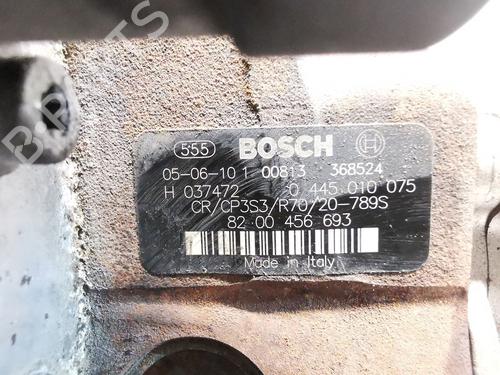 555 BOSCH
05-06-10 1 00813 368524
H 037472 0 445 010 075
CR/CP3S3/R70/20-789S
82 00 456 693
Made in Italy
B-PARTS